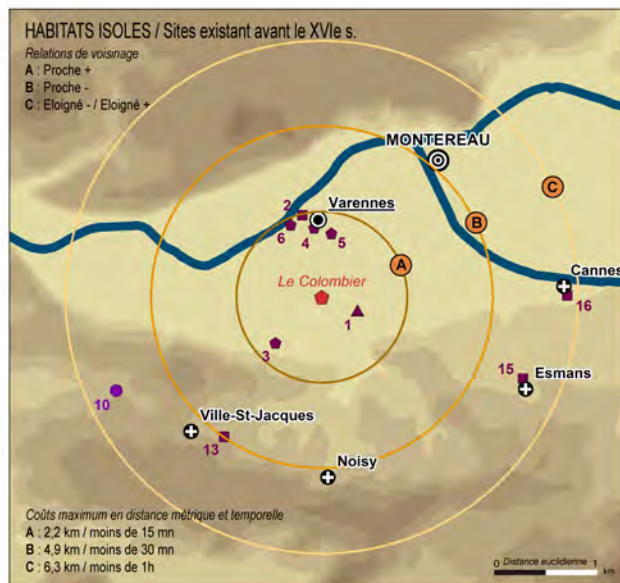 HABITATS ISOLES / Sites existant avant le XVIe s.
Relations de voisinage
A : Proche +
B : Proche -
C : Eloigné - / Eloigné +
MONTEREAU
C
2
Varennes
B
6
4
5
A
Cannes
Le Colombier
16
1
3
15
Esmans
10
Ville-St-Jacques
13
Noisy
Coûts maximum en distance métrique et temporelle
A : 2,2 km / moins de 15 mn
B : 4,9 km / moins de 30 mn
C : 6,3 km / moins de 1h
0 Distance euclidienne 1
km